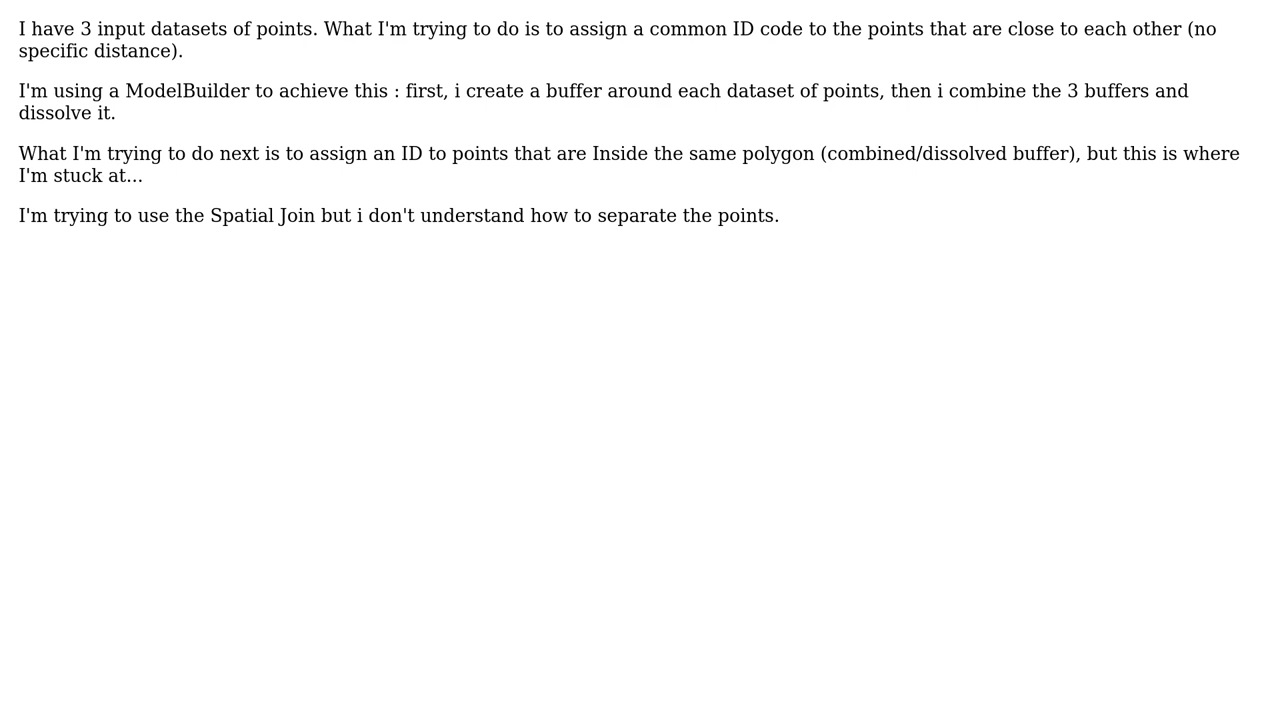 I have 3 input datasets of points. What I'm trying to do is to assign a common ID code to the points that are close to each other (no
specific distance).
I'm using a ModelBuilder to achieve this : first, i create a buffer around each dataset of points, then i combine the 3 buffers and
dissolve it.
What I'm trying to do next is to assign an ID to points that are Inside the same polygon (combined/dissolved buffer), but this is where
I'm stuck at...
I'm trying to use the Spatial Join but i don't understand how to separate the points.